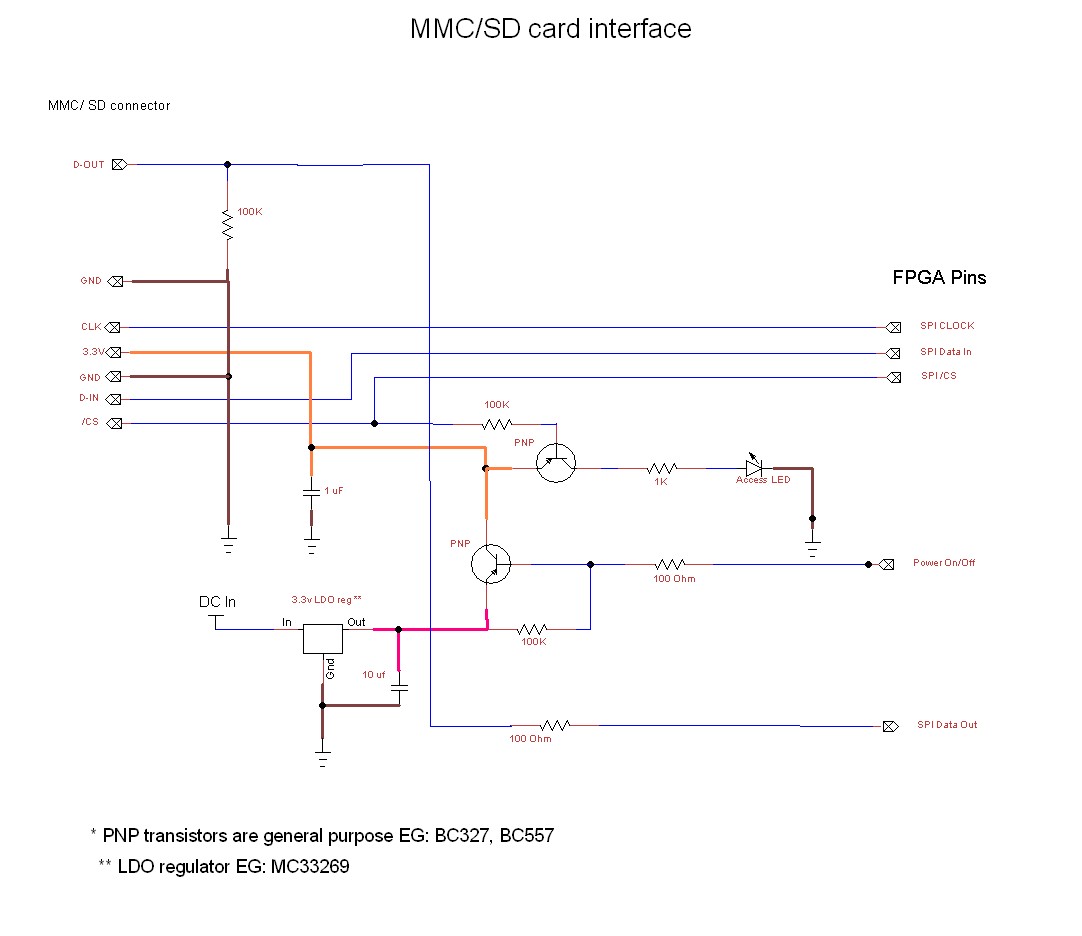 MMC/SD card interface
MMC/ SD connector
D-OUT
100K
GND
FPGA Pins
CLK
SPI CLOCK
3.3V
SPI Data In
GND
SPI /CS
D-IN
/CS
100K
PNP
1K
Access LED
1 uF
PNP
Power On/Off
100 Ohm
DC In
3.3v LDO reg**
In
Out
100K
Gnd
10 uf
SPI Data Out
100 Ohm
* PNP transistors are general purpose EG: BC327, BC557
** LDO regulator EG: MC33269